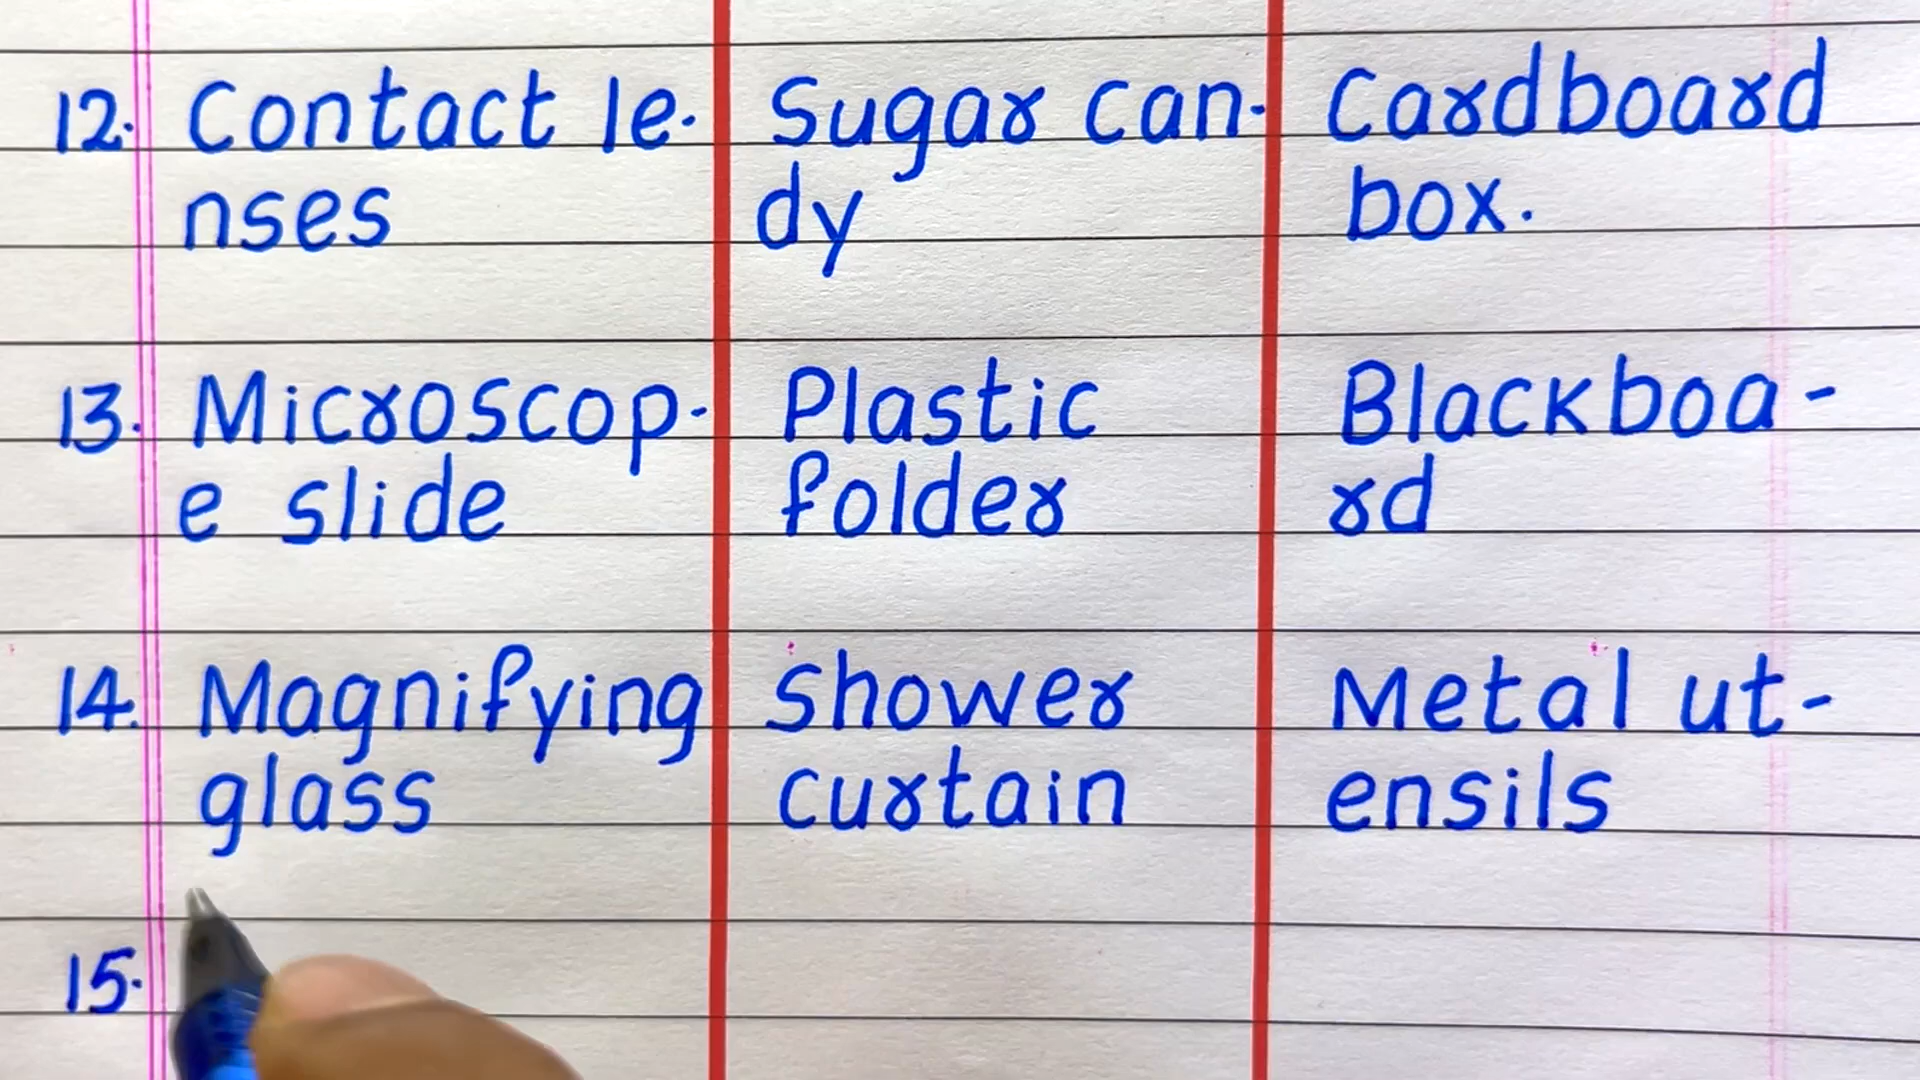 12. Contact le- Sugar can- Cardboard
nses dy box.
13. Microscop- Plastic Blackboa-
e slide folder rd
14. Magnifying shower Metal ut-
glass curtain ensils
15.